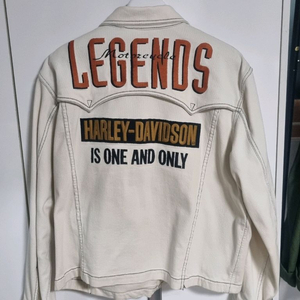 LEGENDS
Motorcycle
HARLEY-DAVIDSON
IS ONE AND ONLY